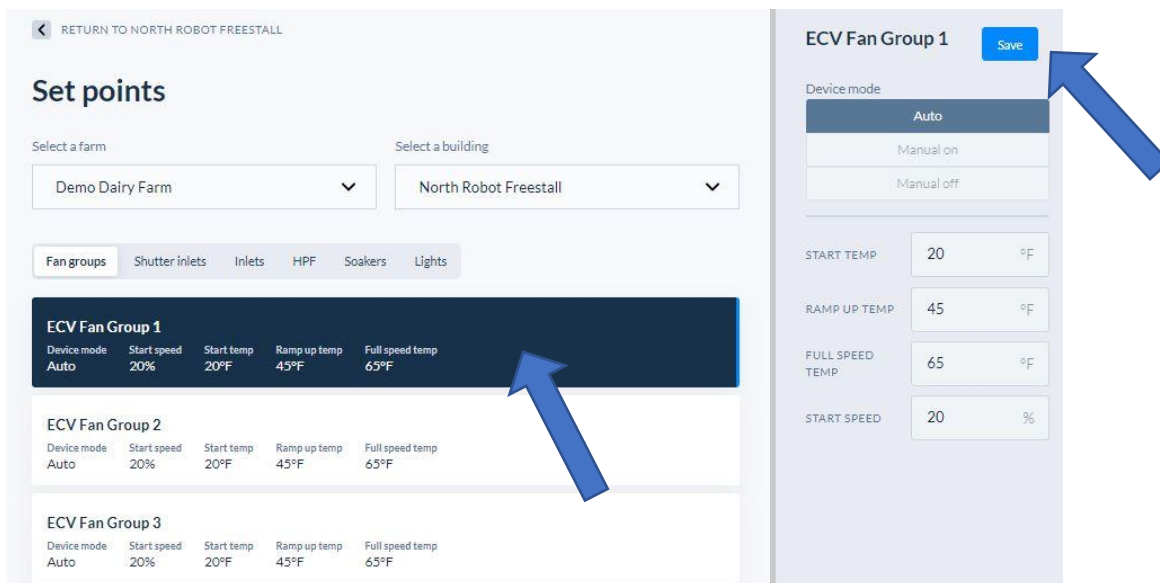 RETURN TO NORTH ROBOT FREESTALL
Set points
Select a farm
Select a building
Demo Dairy Farm
North Robot Freestall
Fan groups Shutter inlets Inlets HPF Soakers Lights
ECV Fan Group 1
Device mode Start speed Start temp Ramp up temp Full speed temp
Auto 20% 20°F 45°F 65°F
ECV Fan Group 2
Device mode Start speed Start temp Ramp up temp Full speed temp
Auto 20% 20°F 45°F 65°F
ECV Fan Group 3
Device mode Start speed Start temp Ramp up temp Full speed temp
Auto 20% 20°F 45°F 65°F
ECV Fan Group 1
Save
Device mode
Auto
Manual on
Manual off
START TEMP 20 °F
RAMP UP TEMP 45 °F
FULL SPEED
TEMP 65 °F
START SPEED 20 %